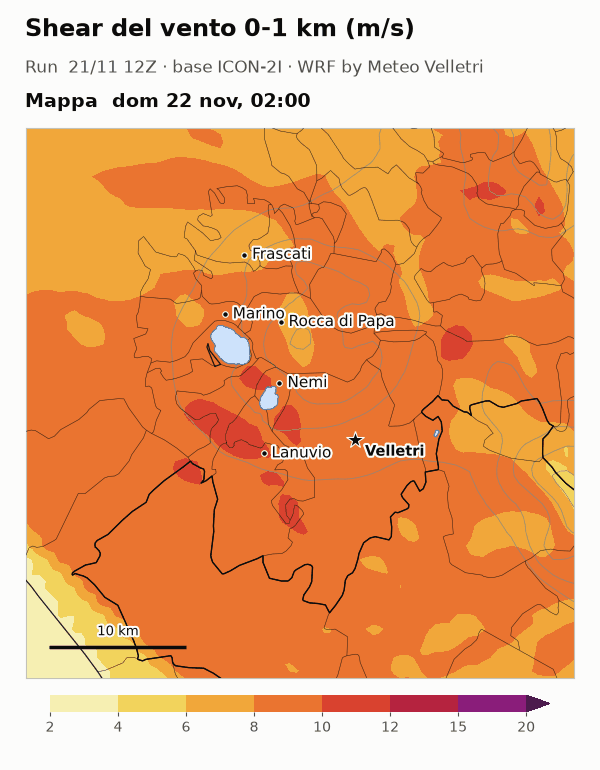 Shear del vento 0-1 km (m/s)
Run  21/11 12Z · base ICON-2I · WRF by Meteo Velletri
Mappa  dom 22 nov, 02:00
Frascati
Marino
Rocca di Papa
Nemi
Velletri
Lanuvio
10 km
2 4 6 8 10 12 15 20